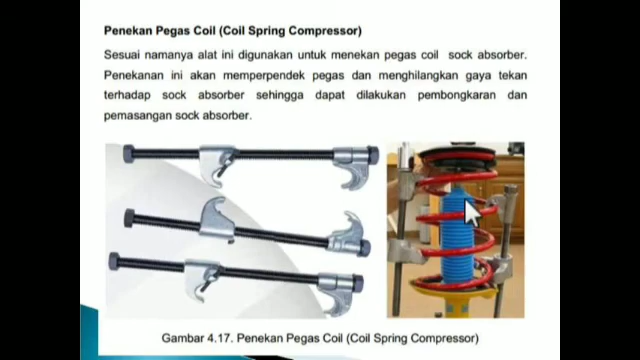 Penekan Pegas Coil (Coil Spring Compressor)
Sesuai namanya alat ini digunakan untuk menekan pegas coil sock absorber.
Penekanan ini akan memperpendek pegas dan menghilangkan gaya tekan
terhadap sock absorber sehingga dapat dilakukan pembongkaran dan
pemasangan sock absorber.
Gambar 4.17. Penekan Pegas Coil (Coil Spring Compressor)